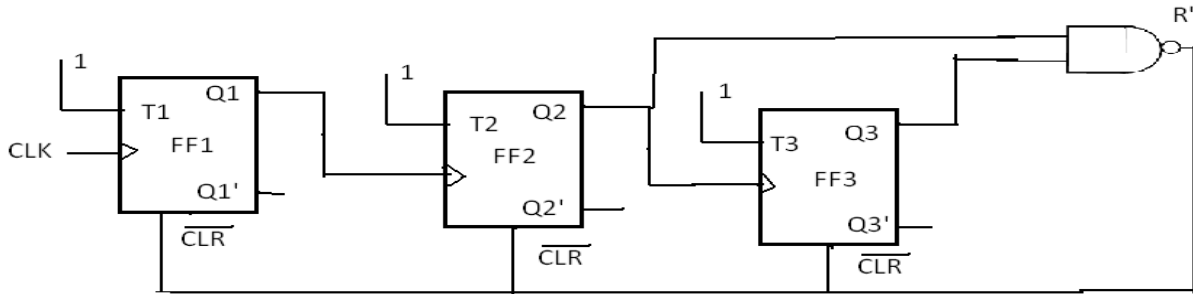 R'
1
1
1
T1
Q1
FF1
CLK
Q1'
CLR
T2
Q2
FF2
Q2'
CLR
T3
Q3
FF3
Q3'
CLR